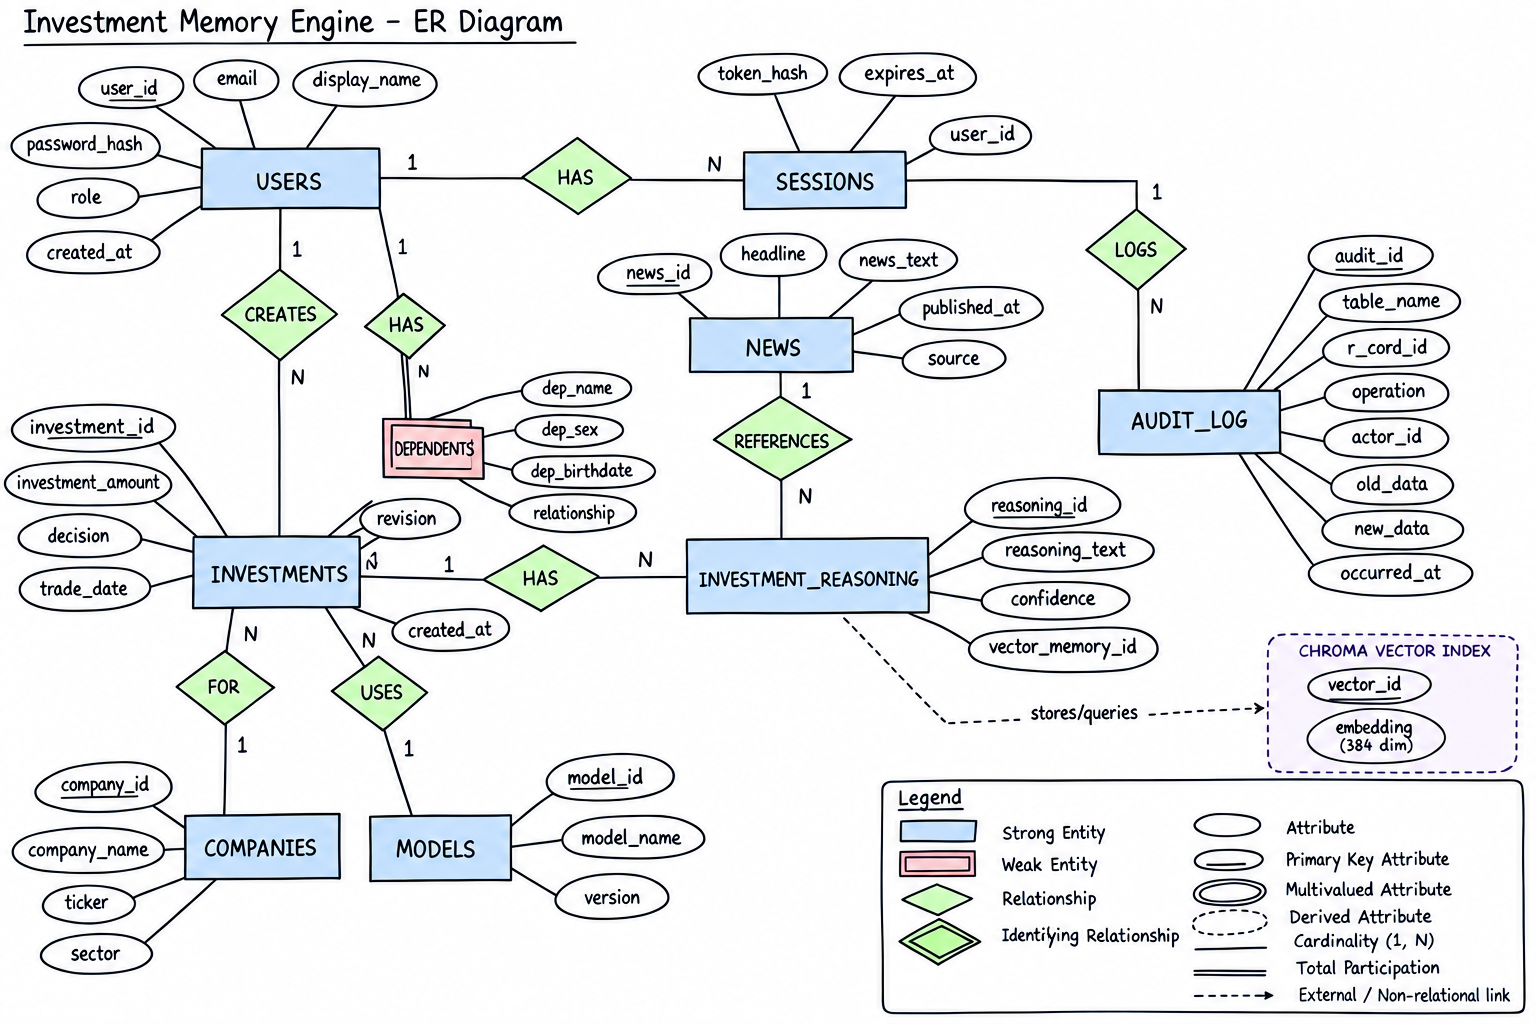 Investment Memory Engine – ER Diagram
user_id
email
display_name
password_hash
role
created_at
USERS
1
HAS
N
token_hash
expires_at
user_id
SESSIONS
1
LOGS
N
1
CREATES
N
1
HAS
N
DEPENDENTS
dep_name
dep_sex
dep_birthdate
relationship
news_id
headline
news_text
published_at
source
NEWS
1
REFERENCES
N
audit_id
table_name
r_cord_id
operation
actor_id
old_data
new_data
occurred_at
AUDIT_LOG
investment_id
investment_amount
decision
trade_date
revision
created_at
INVESTMENTS
1
HAS
N
INVESTMENT_REASONING
reasoning_id
reasoning_text
confidence
vector_memory_id
stores/queries
CHROMA VECTOR INDEX
vector_id
embedding
(384 dim)
N
FOR
1
N
USES
1
company_id
company_name
ticker
sector
COMPANIES
MODELS
model_id
model_name
version
Legend
Strong Entity
Weak Entity
Relationship
Identifying Relationship
Attribute
Primary Key Attribute
Multivalued Attribute
Derived Attribute
Cardinality (1, N)
Total Participation
External / Non-relational link